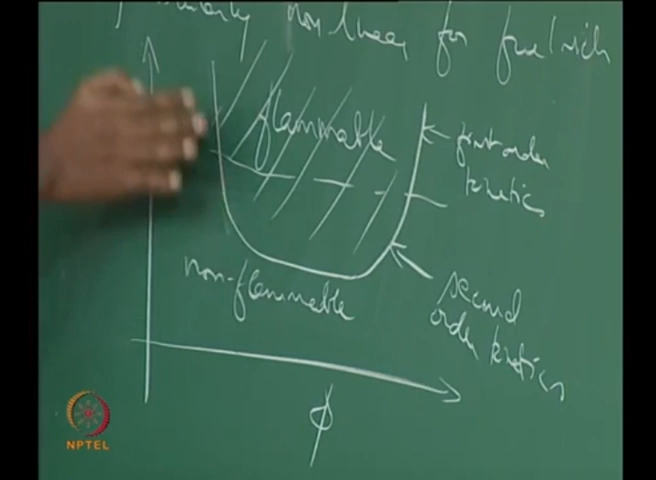 non linear for fuel rich
flammable
first order
kinetics
non-flammable
second
order kinetics
ϕ
NPTEL